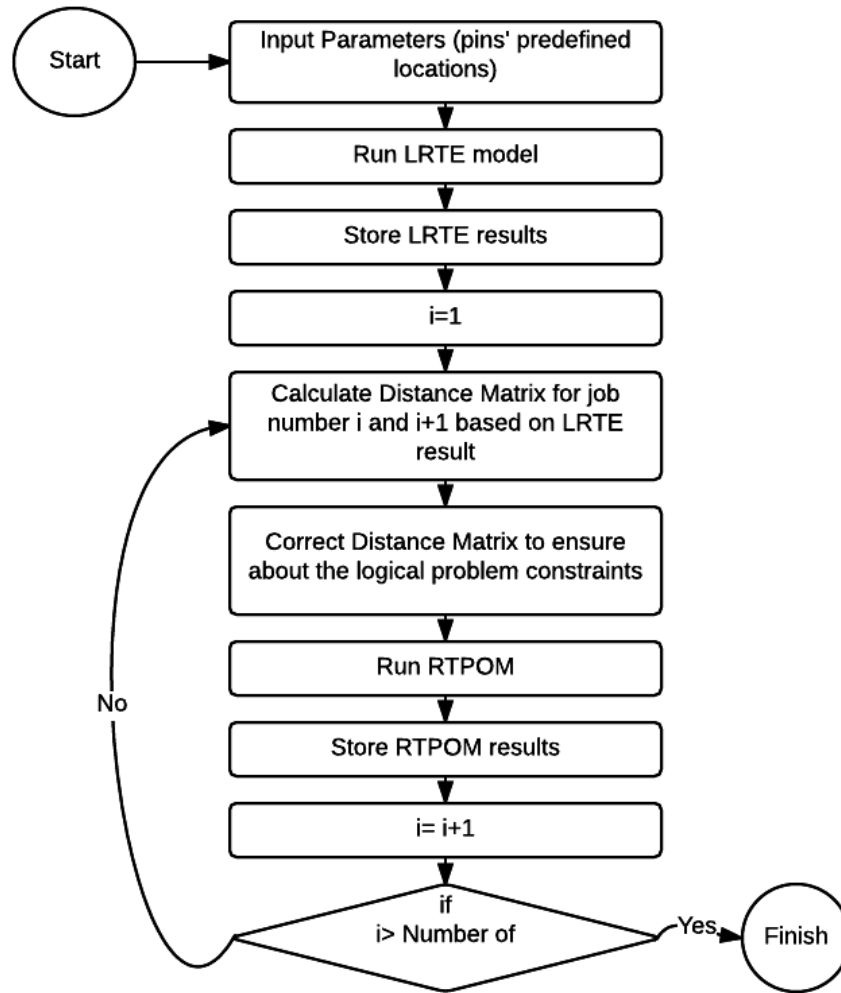 Start
Input Parameters (pins' predefined
locations)
Run LRTE model
Store LRTE results
i=1
Calculate Distance Matrix for job
number i and i+1 based on LRTE
result
Correct Distance Matrix to ensure
about the logical problem constraints
Run RTPOM
No
Store RTPOM results
i= i+1
if
i> Number of
Yes
Finish